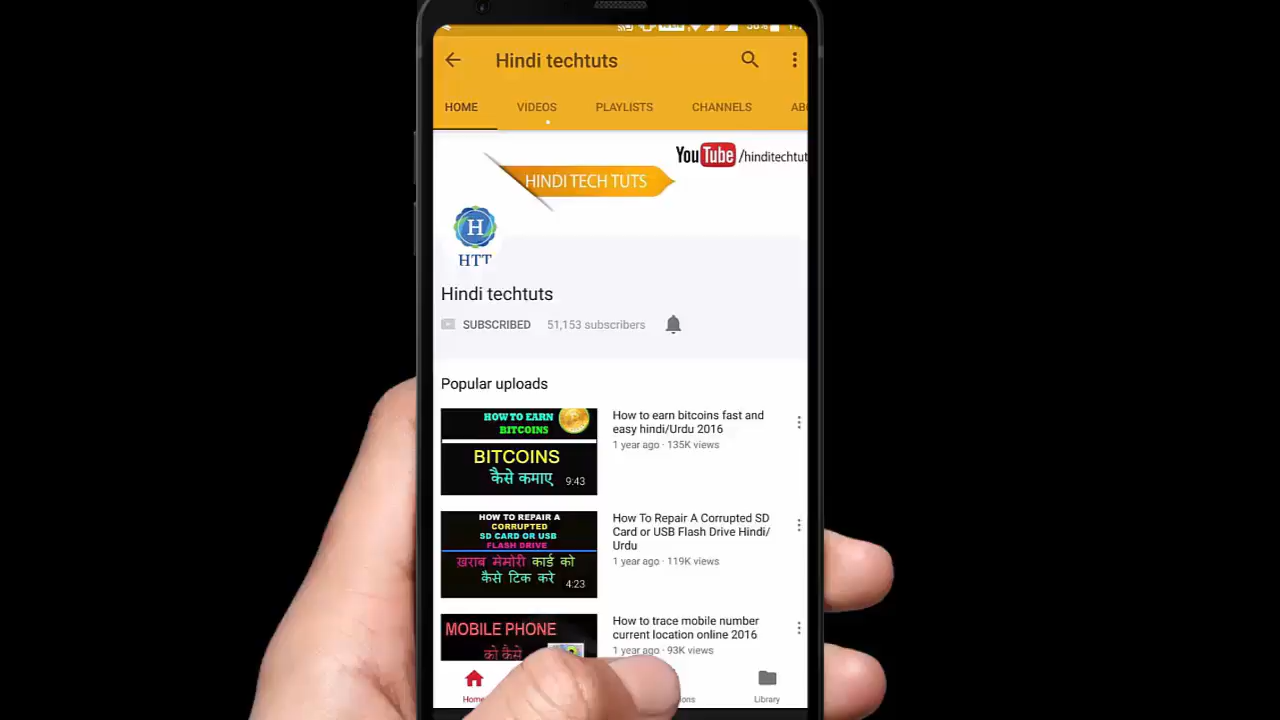 56%
Hindi techtuts
HOME VIDEOS PLAYLISTS CHANNELS
YouTube /hinditechtut
HINDI TECH TUTS
H
HTT
Hindi techtuts
SUBSCRIBED 51,153 subscribers
Popular uploads
HOW TO EARN
BITCOINS
BITCOINS
कैसे कमाए 9:43
How to earn bitcoins fast and
easy hindi/Urdu 2016
1 year ago · 135K views
HOW TO REPAIR A
CORRUPTED
SD CARD OR USB
FLASH DRIVE
ख़राब मेमोरी कार्ड को
कैसे टिक करे 4:23
How To Repair A Corrupted SD
Card or USB Flash Drive Hindi/
Urdu
1 year ago · 119K views
MOBILE PHONE
को कैसे
How to trace mobile number
current location online 2016
1 year ago · 93K views
Home Library